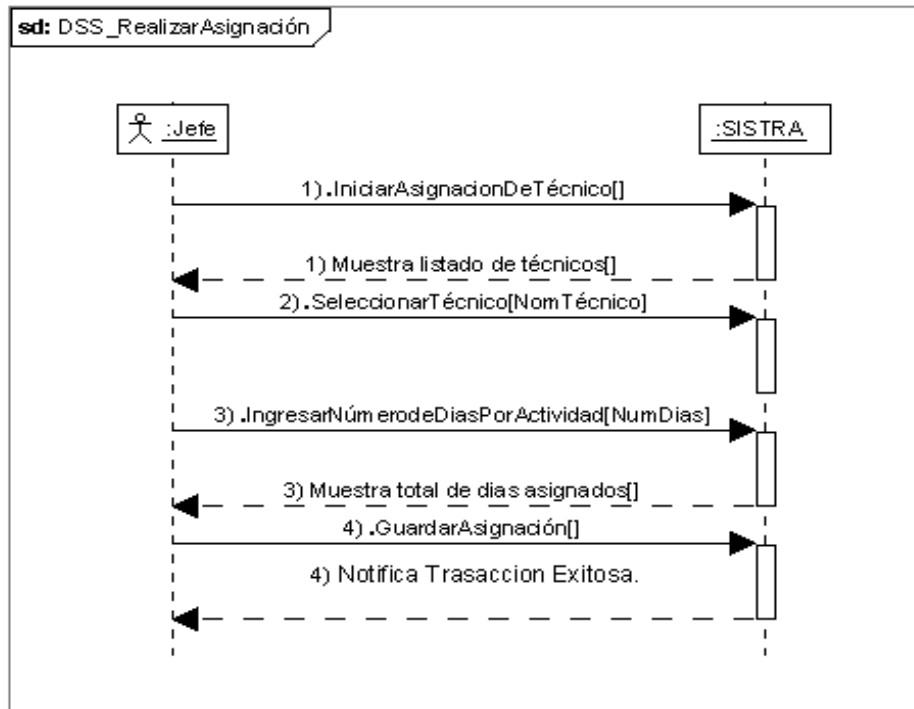 sd: DSS_RealizarAsignación
:Jefe
:SISTRA
1).IniciarAsignacionDeTécnico[]
1) Muestra listado de técnicos[]
2).SeleccionarTécnico[NomTécnico]
3).IngresarNúmerodeDiasPorActividad[NumDias]
3) Muestra total de dias asignados[]
4).GuardarAsignación[]
4) Notifica Trasaccion Exitosa.